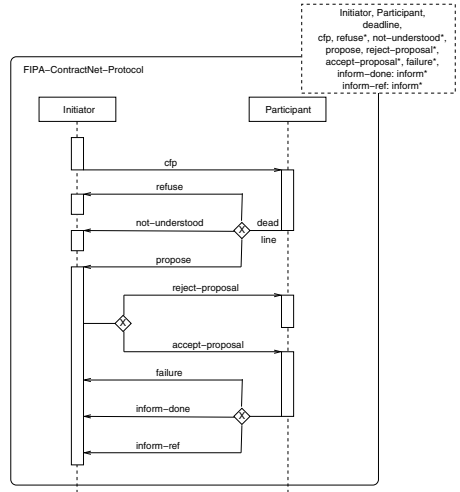 Initiator, Participant,
deadline,
cfp, refuse*, not−understood*,
propose, reject−proposal*,
accept−proposal*, failure*,
inform−done: inform*
inform−ref: inform*
FIPA−ContractNet−Protocol
Initiator
Participant
cfp
refuse
not−understood
X
dead
line
propose
reject−proposal
X
accept−proposal
failure
inform−done
X
inform−ref